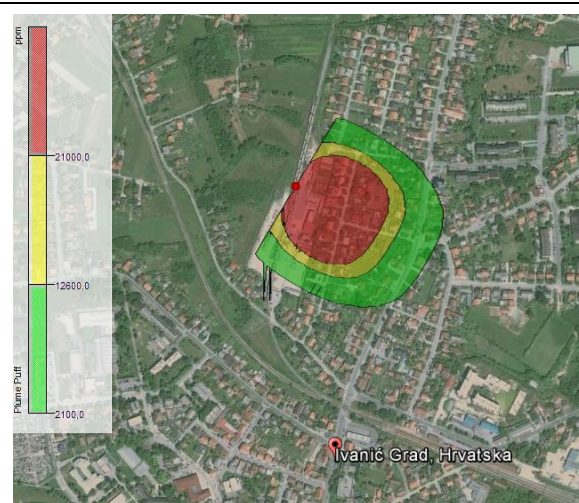 ppm
21000,0
12600,0
2100,0
Plume Puff
Ivanić Grad, Hrvatska